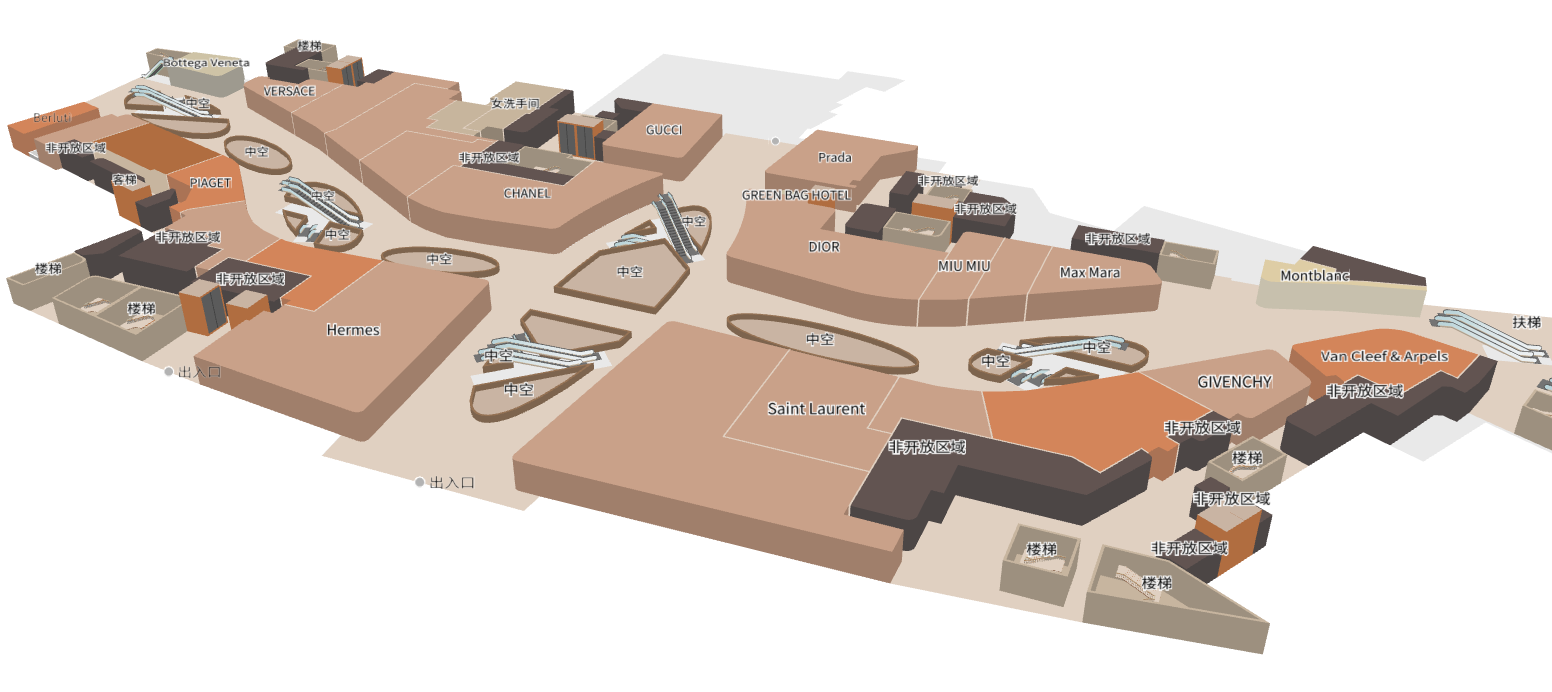 楼梯
Bottega Veneta
VERSACE
中空
Berluti
女洗手间
GUCCI
非开放区域
中空
非开放区域
Prada
客梯
PIAGET
非开放区域
中空
CHANEL
GREEN BAG HOTEL
非开放区域
中空
中空
非开放区域
非开放区域
DIOR
中空
楼梯
中空
MIU MIU
Max Mara
非开放区域
Montblanc
楼梯
Hermes
扶梯
中空
中空
中空
中空
Van Cleef & Arpels
出入口
GIVENCHY
中空
非开放区域
Saint Laurent
非开放区域
非开放区域
楼梯
出入口
非开放区域
楼梯
非开放区域
楼梯